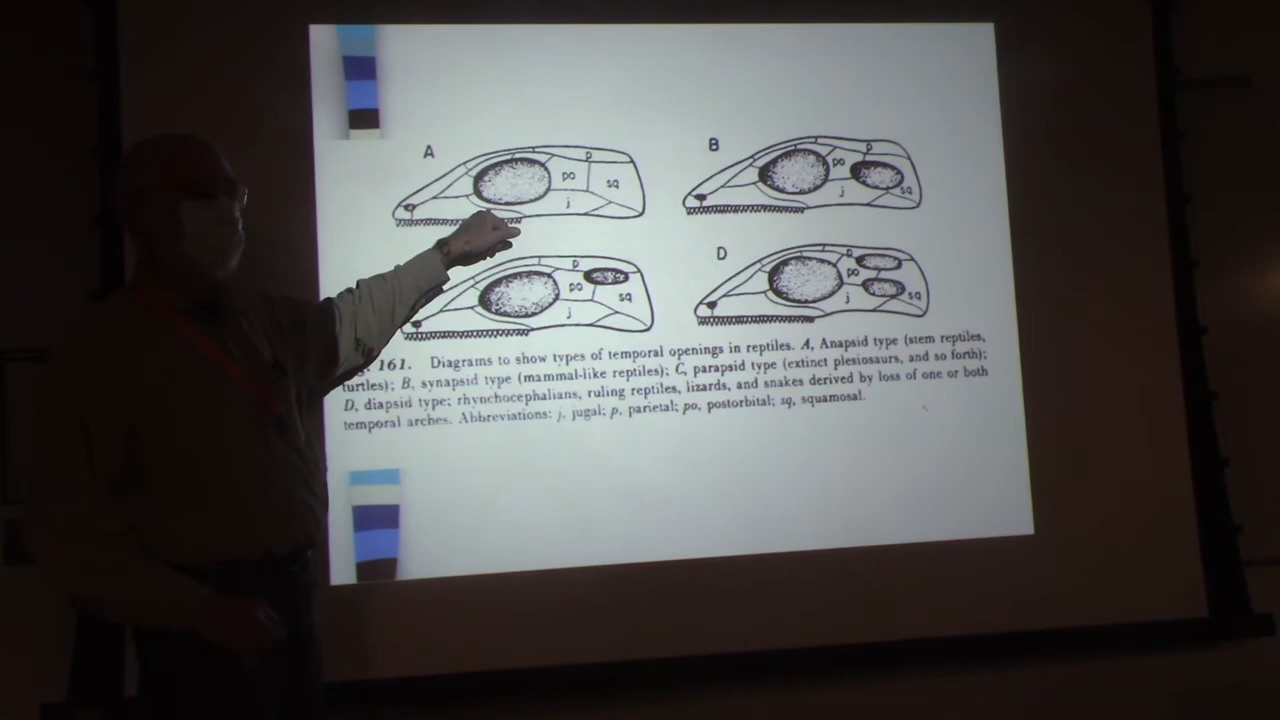 A
p
po
sq
j
B
p
po
sq
j
p
po
sq
j
D
p
po
j
sq
161. Diagrams to show types of temporal openings in reptiles. A, Anapsid type (stem reptiles,
turtles); B, synapsid type (mammal-like reptiles); C, parapsid type (extinct plesiosaurs, and so forth);
D, diapsid type; rhynchocephalians, ruling reptiles, lizards, and snakes derived by loss of one or both
temporal arches. Abbreviations: j, jugal; p, parietal; po, postorbital; sq, squamosal.